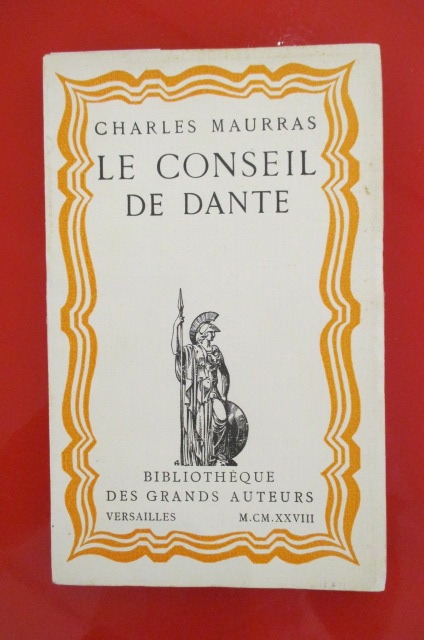 CHARLES MAURRAS
LE CONSEIL
DE DANTE
BIBLIOTHÈQUE
DES GRANDS AUTEURS
VERSAILLES M.CM.XXVIII